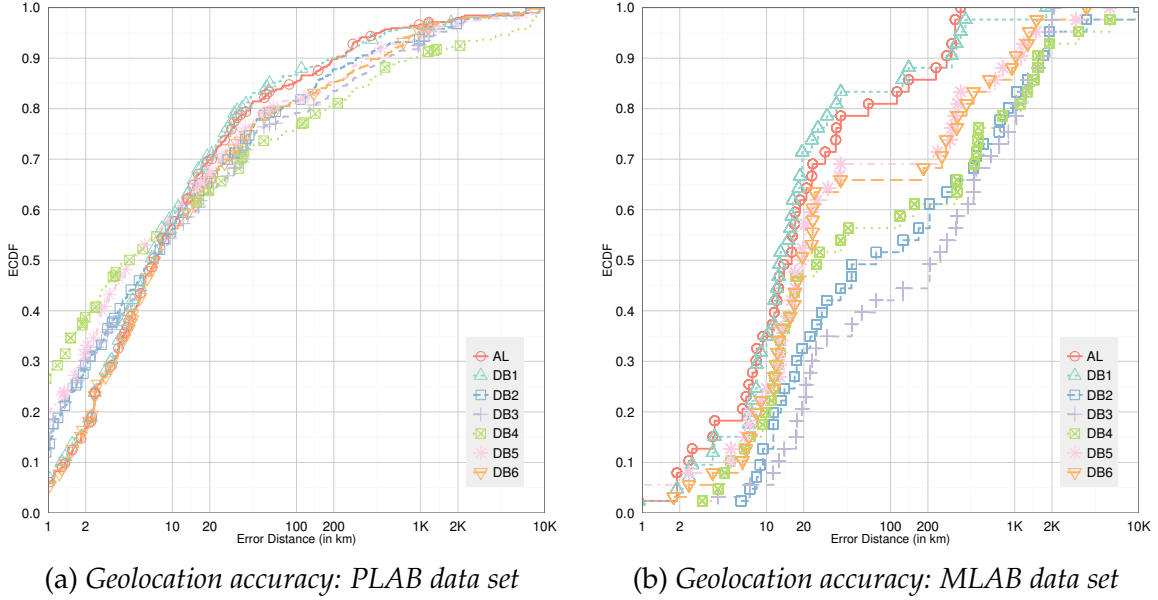 1.0
0.9
0.8
0.7
0.6
0.5
0.4
0.3
0.2
0.1
0.0
ECDF
1 2 10 20 100 200 1K 2K 10K
Error Distance (in km)
AL
DB1
DB2
DB3
DB4
DB5
DB6
(a) Geolocation accuracy: PLAB data set
1.0
0.9
0.8
0.7
0.6
0.5
0.4
0.3
0.2
0.1
0.0
ECDF
1 2 10 20 100 200 1K 2K 10K
Error Distance (in km)
AL
DB1
DB2
DB3
DB4
DB5
DB6
(b) Geolocation accuracy: MLAB data set